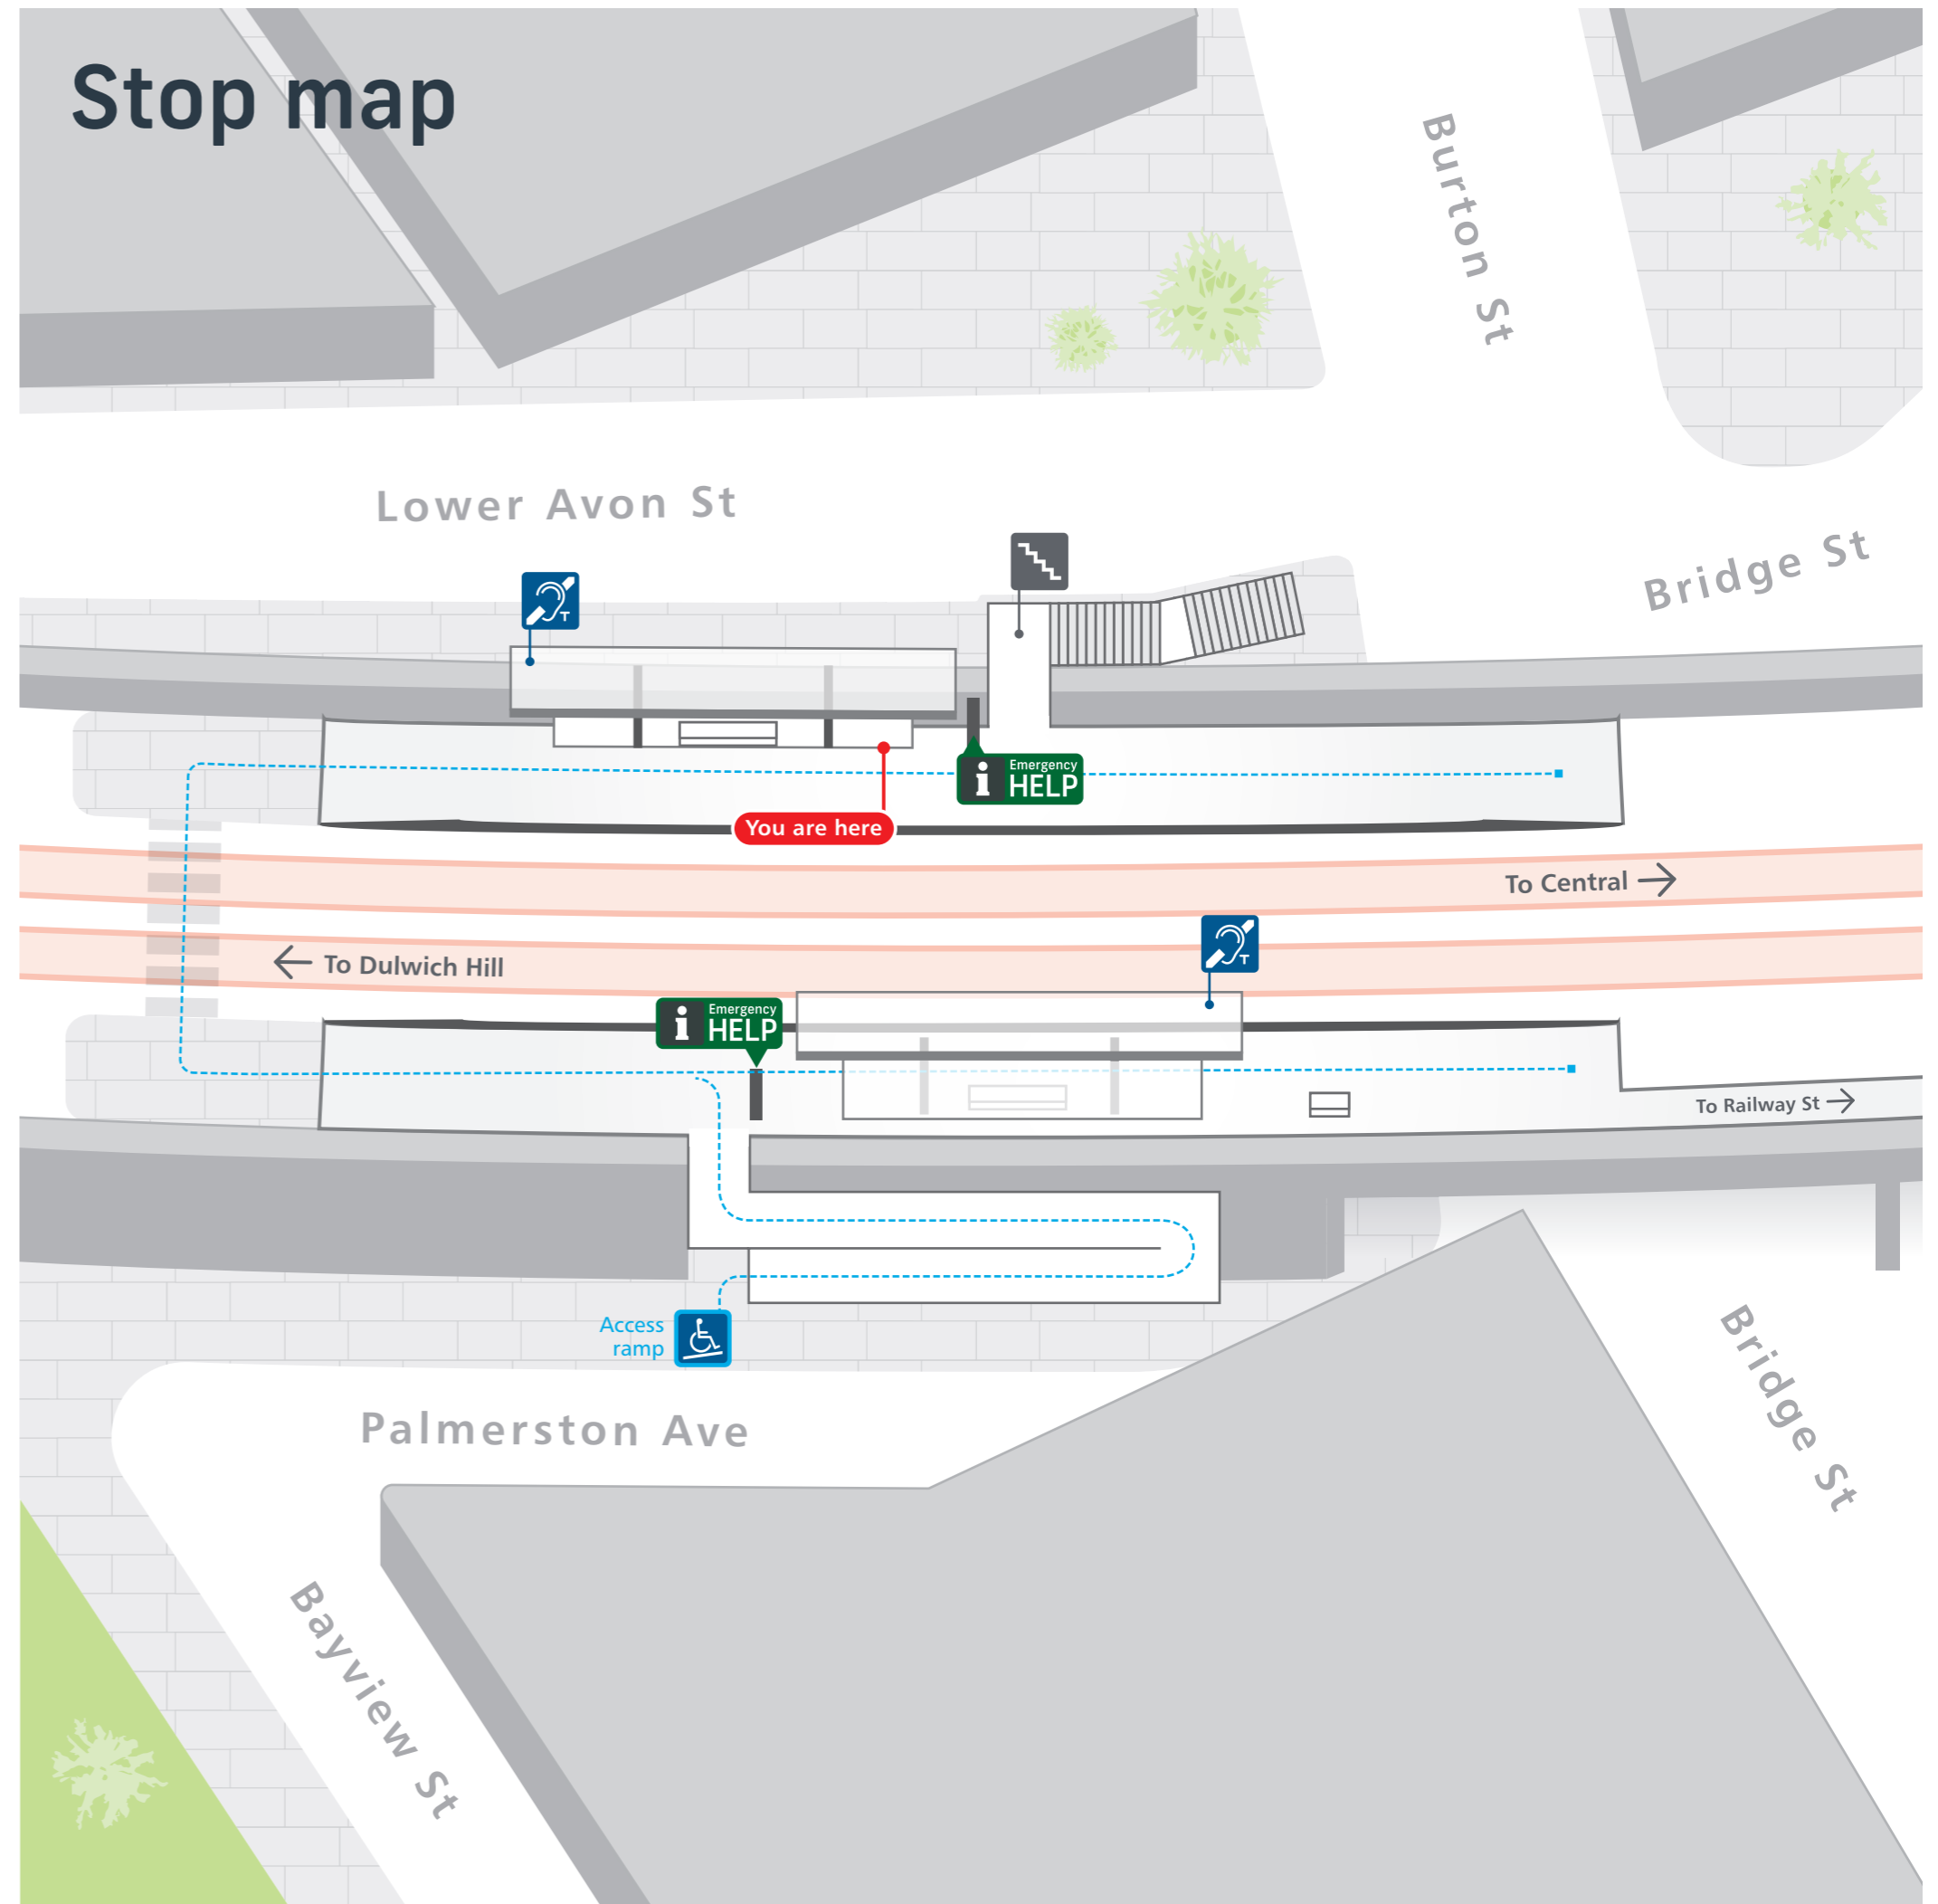 Stop map
Burton St
Lower Avon St
Bridge St
T
i Emergency
HELP
You are here
To Central
T
To Dulwich Hill
i Emergency
HELP
To Railway St
Access
ramp
Palmerston Ave
Bridge St
Bayview St